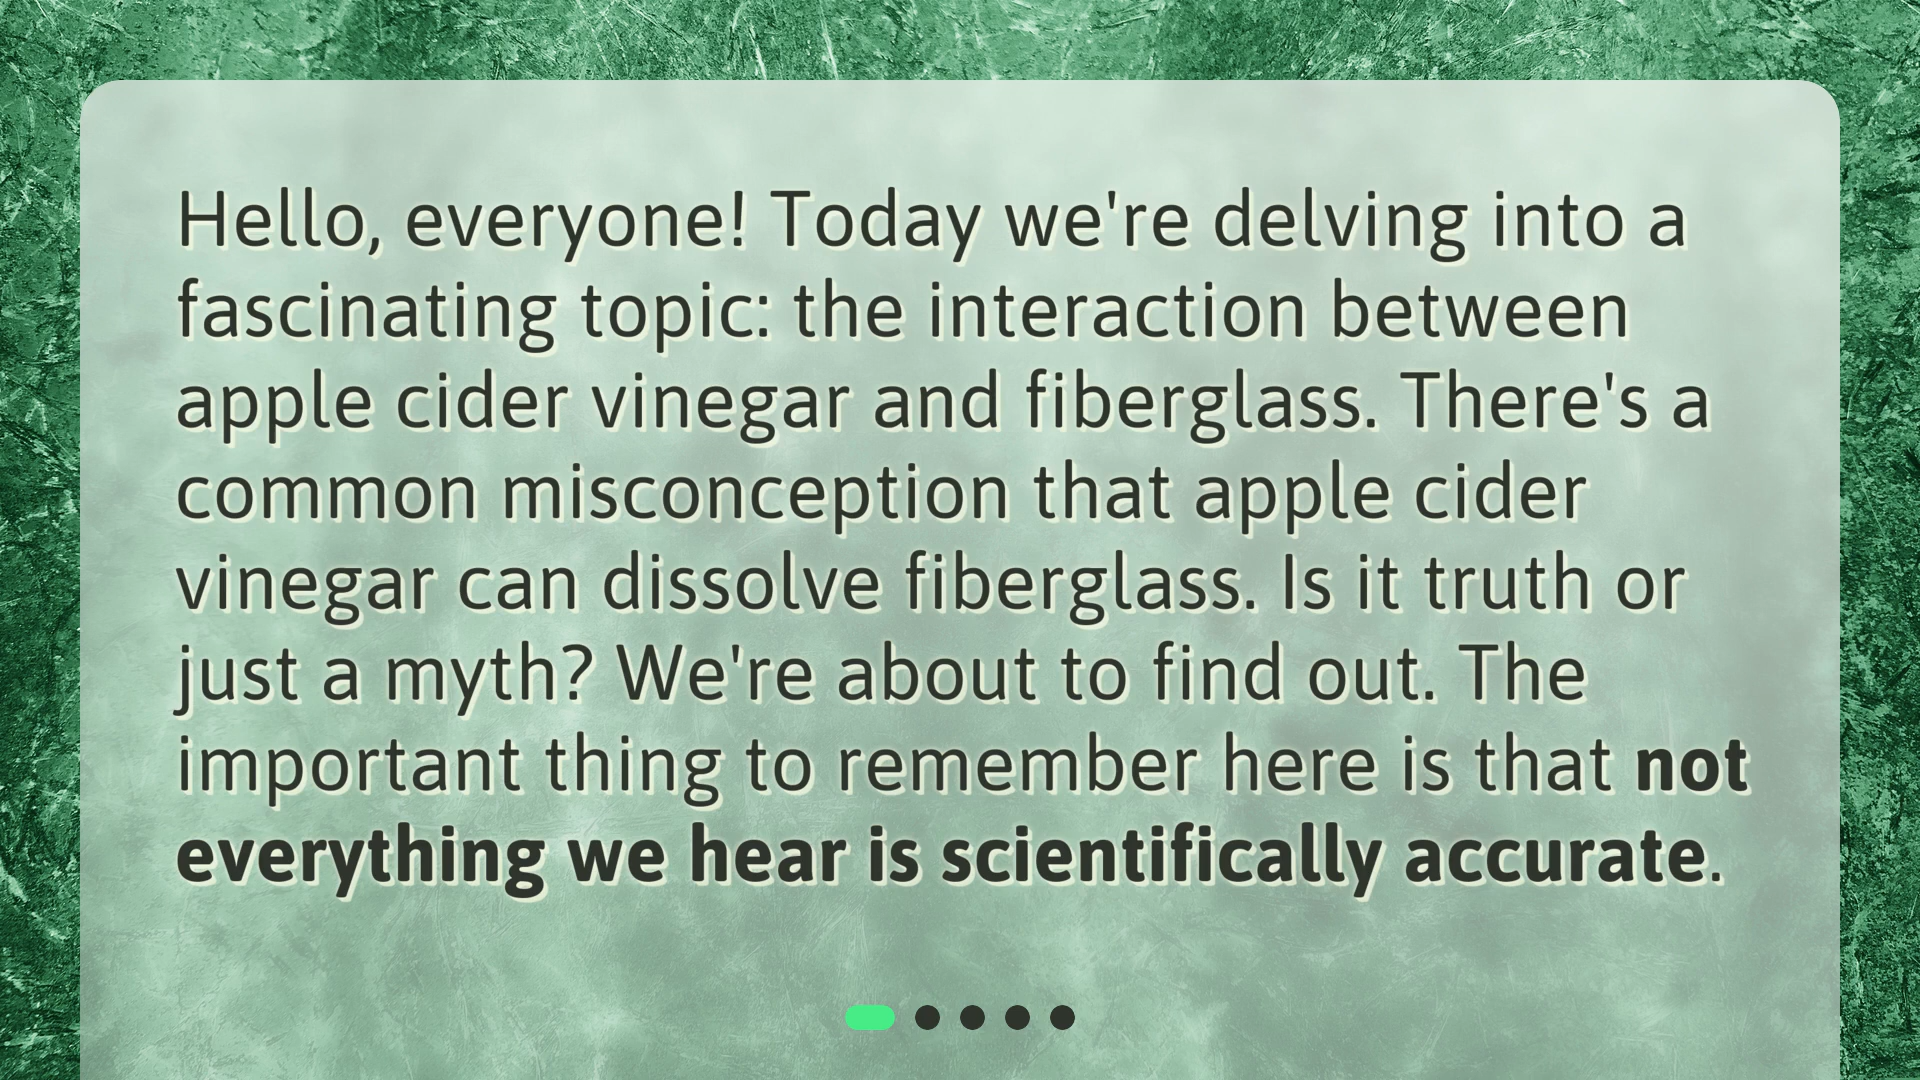 Hello, everyone! Today we're delving into a
fascinating topic: the interaction between
apple cider vinegar and fiberglass. There's a
common misconception that apple cider
vinegar can dissolve fiberglass. Is it truth or
just a myth? We're about to find out. The
important thing to remember here is that not
everything we hear is scientifically accurate.